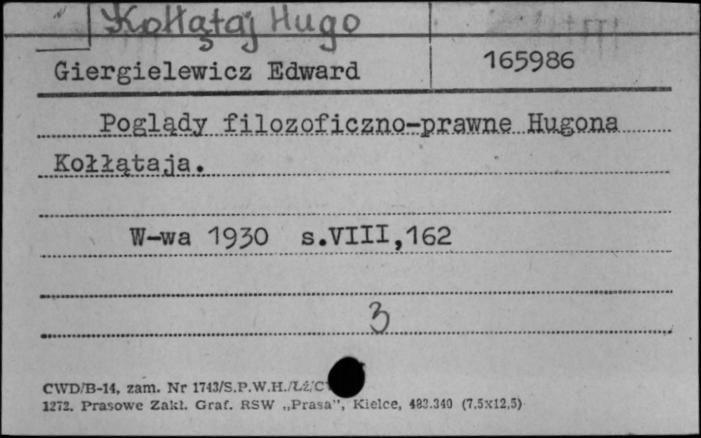 Kołłątaj Hugo
Giergielewicz Edward 165986
Poglądy filozoficzno-prawne Hugona
Kołłątaja.
W-wa 1930 s.VIII,162
3
CWD/B-14, zam. Nr 1743/S.P.W.H./Łź/C
1272. Prasowe Zakł. Graf. RSW „Prasa", Kielce, 483.340 (7,5x12,5)